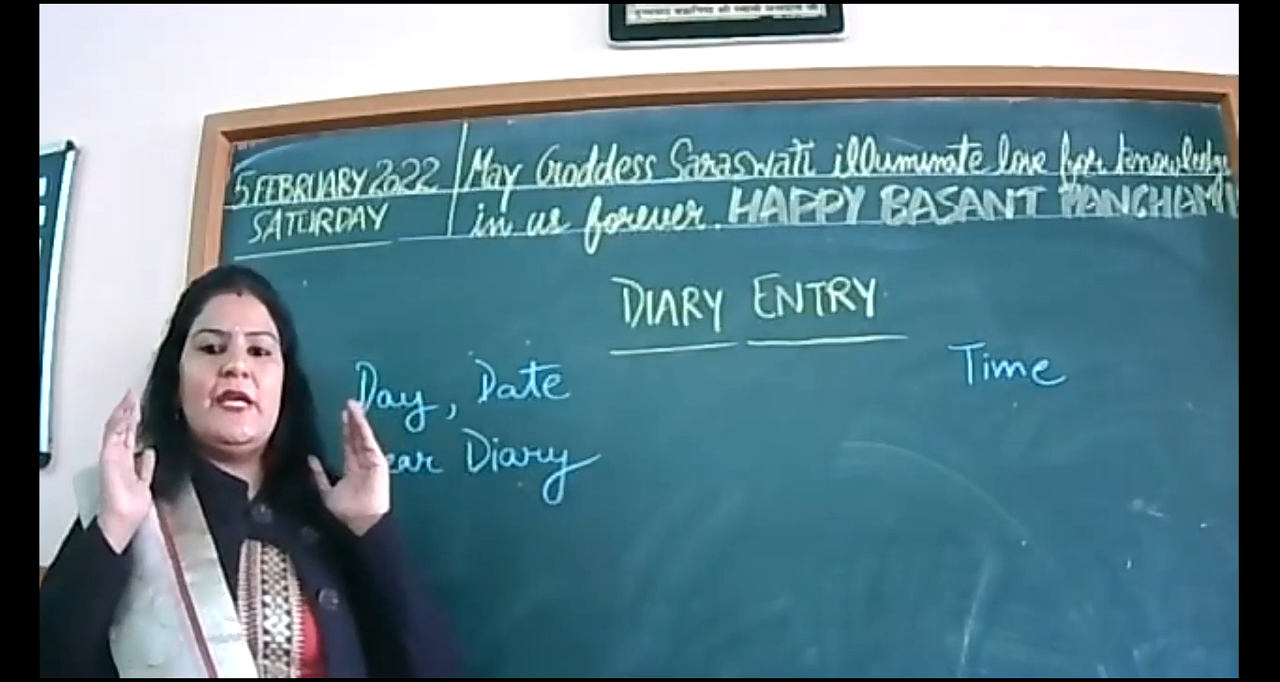 5 FEBRUARY 2022
SATURDAY
May Goddess Saraswati illuminate love for knowledge
in us forever. HAPPY BASANT PANCHAMI
DIARY ENTRY
Day, Date
Time
Dear Diary